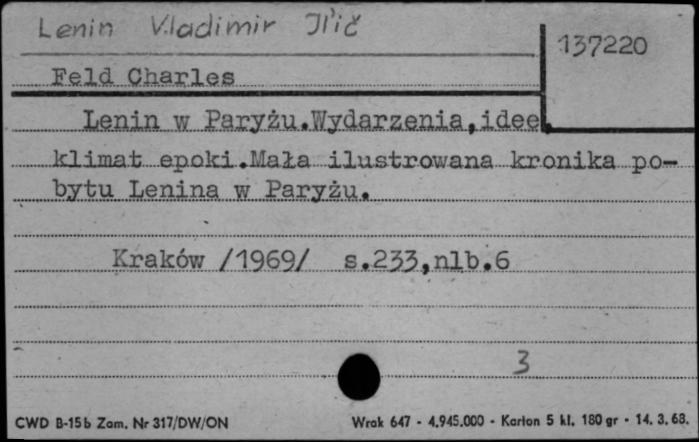 Lenin Vladimir Il'ič
137220
Feld Charles
Lenin w Paryżu.Wydarzenia,idee,
klimat epoki.Mała ilustrowana kronika po-
bytu Lenina w Paryżu.
Kraków /1969/ s.233,nlb.6
3
CWD B-15b Zam. Nr 317/DW/ON
Wrak 647 - 4.945.000 - Karton 5 kl. 180 gr - 14. 3. 68.